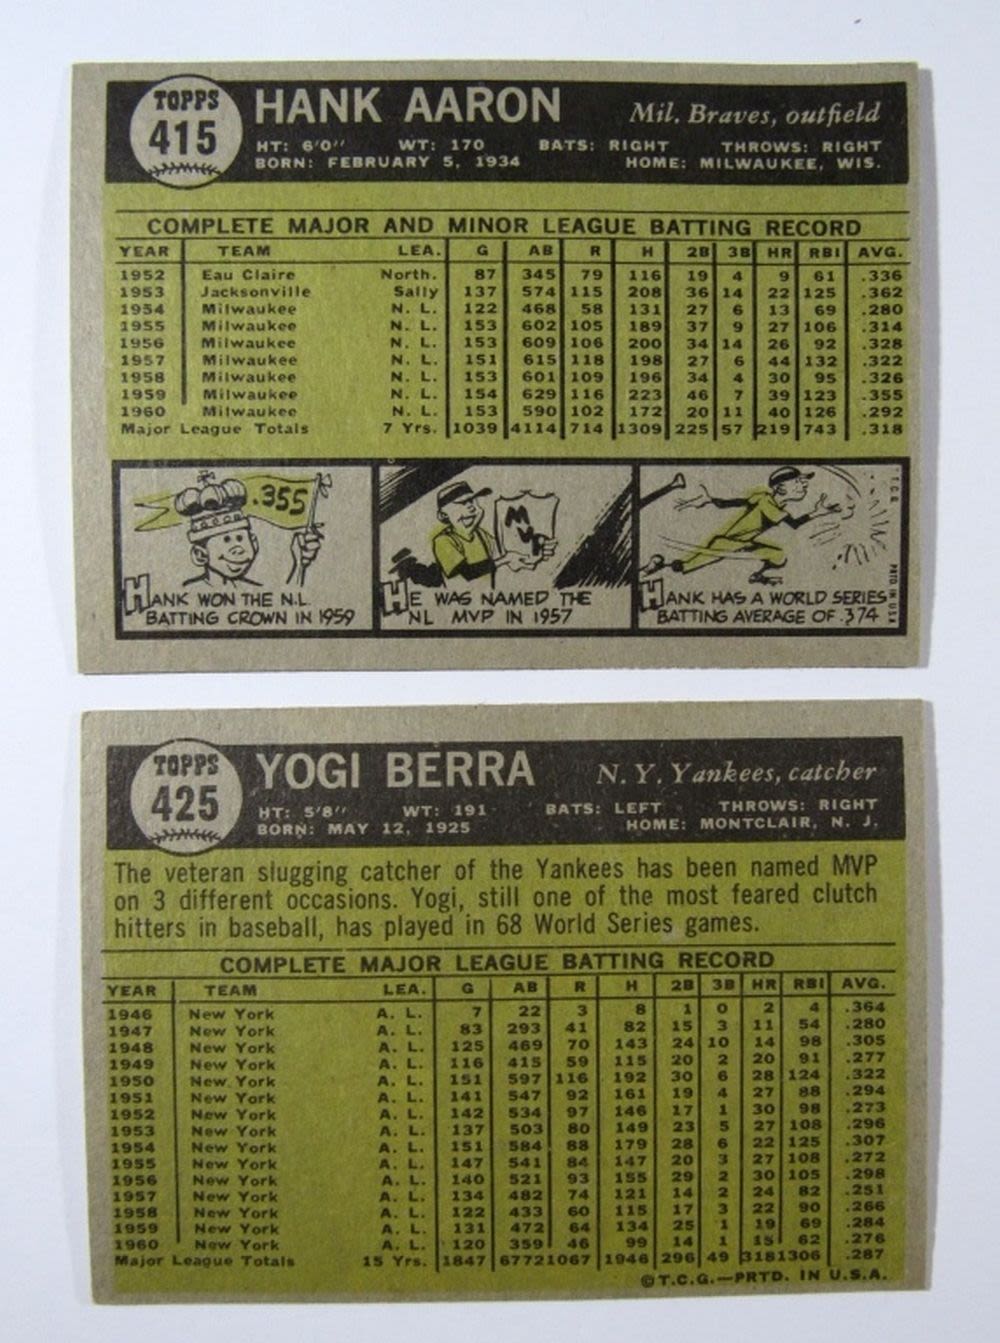 TOPPS
415
HANK AARON
Mil. Braves, outfield
HT: 6'0'' WT: 170 BATS: RIGHT THROWS: RIGHT
BORN: FEBRUARY 5, 1934 HOME: MILWAUKEE, WIS.
COMPLETE MAJOR AND MINOR LEAGUE BATTING RECORD
YEAR TEAM LEA. G AB R H 2B 3B HR RBI AVG.
1952 Eau Claire North. 87 345 79 116 19 4 9 61 .336
1953 Jacksonville Sally 137 574 115 208 36 14 22 125 .362
1954 Milwaukee N. L. 122 468 58 131 27 6 13 69 .280
1955 Milwaukee N. L. 153 602 105 189 37 9 27 106 .314
1956 Milwaukee N. L. 153 609 106 200 34 14 26 92 .328
1957 Milwaukee N. L. 151 615 118 198 27 6 44 132 .322
1958 Milwaukee N. L. 153 601 109 196 34 4 30 95 .326
1959 Milwaukee N. L. 154 629 116 223 46 7 39 123 .355
1960 Milwaukee N. L. 153 590 102 172 20 11 40 126 .292
Major League Totals 7 Yrs. 1039 4114 714 1309 225 57 219 743 .318
.355
HANK WON THE N.L.
BATTING CROWN IN 1959
MVP
HE WAS NAMED THE
NL MVP IN 1957
HANK HAS A WORLD SERIES
BATTING AVERAGE OF .374
T.C.G. PRTD. IN U.S.A.
TOPPS
425
YOGI BERRA
N. Y. Yankees, catcher
HT: 5'8'' WT: 191 BATS: LEFT THROWS: RIGHT
BORN: MAY 12, 1925 HOME: MONTCLAIR, N. J.
The veteran slugging catcher of the Yankees has been named MVP
on 3 different occasions. Yogi, still one of the most feared clutch
hitters in baseball, has played in 68 World Series games.
COMPLETE MAJOR LEAGUE BATTING RECORD
YEAR TEAM LEA. G AB R H 2B 3B HR RBI AVG.
1946 New York A. L. 7 22 3 8 1 0 2 4 .364
1947 New York A. L. 83 293 41 82 15 3 11 54 .280
1948 New York A. L. 125 469 70 143 24 10 14 98 .305
1949 New York A. L. 116 415 59 115 20 2 20 91 .277
1950 New York A. L. 151 597 116 192 30 6 28 124 .322
1951 New York A. L. 141 547 92 161 19 4 27 88 .294
1952 New York A. L. 142 534 97 146 17 1 30 98 .273
1953 New York A. L. 137 503 80 149 23 5 27 108 .296
1954 New York A. L. 151 584 88 179 28 6 22 125 .307
1955 New York A. L. 147 541 84 147 20 3 27 108 .272
1956 New York A. L. 140 521 93 155 29 2 30 105 .298
1957 New York A. L. 134 482 74 121 14 2 24 82 .251
1958 New York A. L. 122 433 60 115 17 3 22 90 .266
1959 New York A. L. 131 472 64 134 25 1 19 69 .284
1960 New York A. L. 120 359 46 99 14 1 15 62 .276
Major League Totals 15 Yrs. 1847 6772 1067 1946 296 49 318 1306 .287
©T.C.G.—PRTD. IN U.S.A.